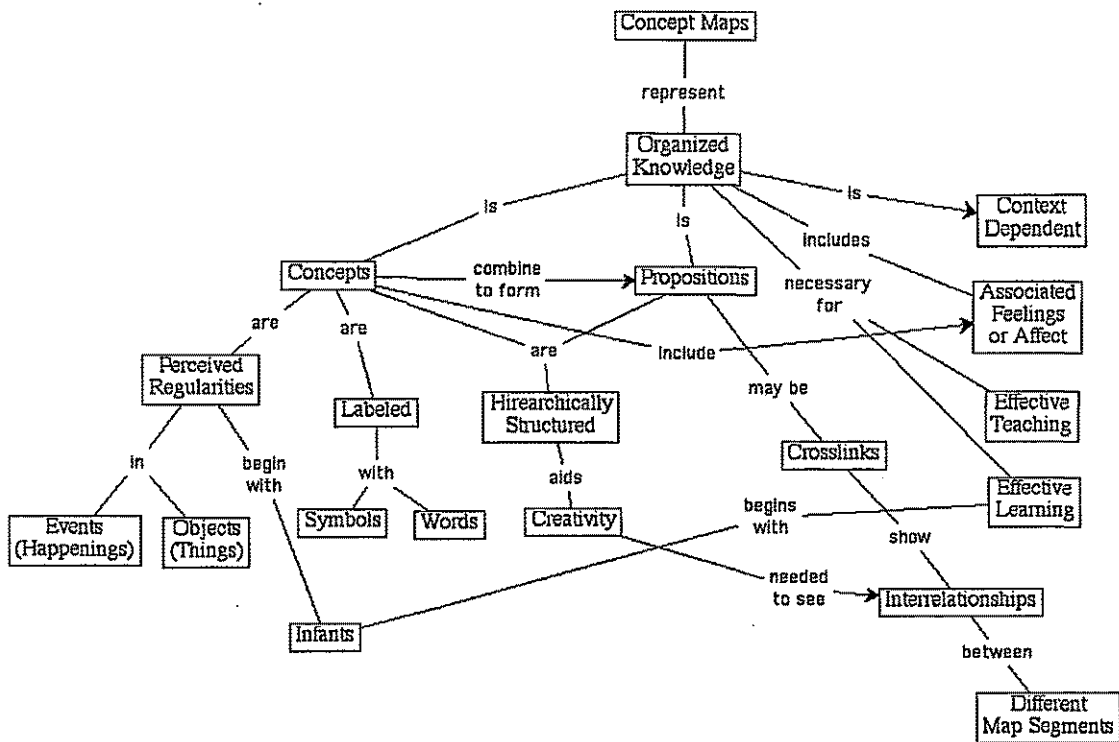 Concept Maps
represent
Organized
Knowledge
is
is
is
Context
Dependent
includes
Concepts
combine
to form
Propositions
necessary
for
Associated
Feelings
or Affect
are
are
are
include
Perceived
Regularities
may be
Labeled
Hirearchically
Structured
Effective
Teaching
Crosslinks
in
begin
with
with
aids
Effective
Learning
Events
(Happenings)
Objects
(Things)
Symbols
Words
Creativity
begins
with
show
needed
to see
Interrelationships
Infants
between
Different
Map Segments